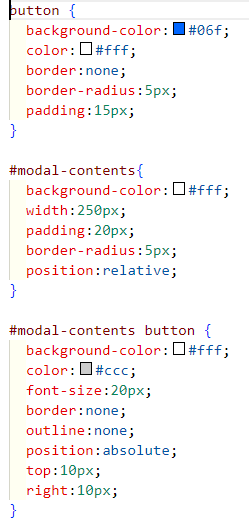 button {
background-color:#06f;
color:#fff;
border:none;
border-radius:5px;
padding:15px;
}
#modal-contents{
background-color:#fff;
width:250px;
padding:20px;
border-radius:5px;
position:relative;
}
#modal-contents button {
background-color:#fff;
color:#ccc;
font-size:20px;
border:none;
outline:none;
position:absolute;
top:10px;
right:10px;
}